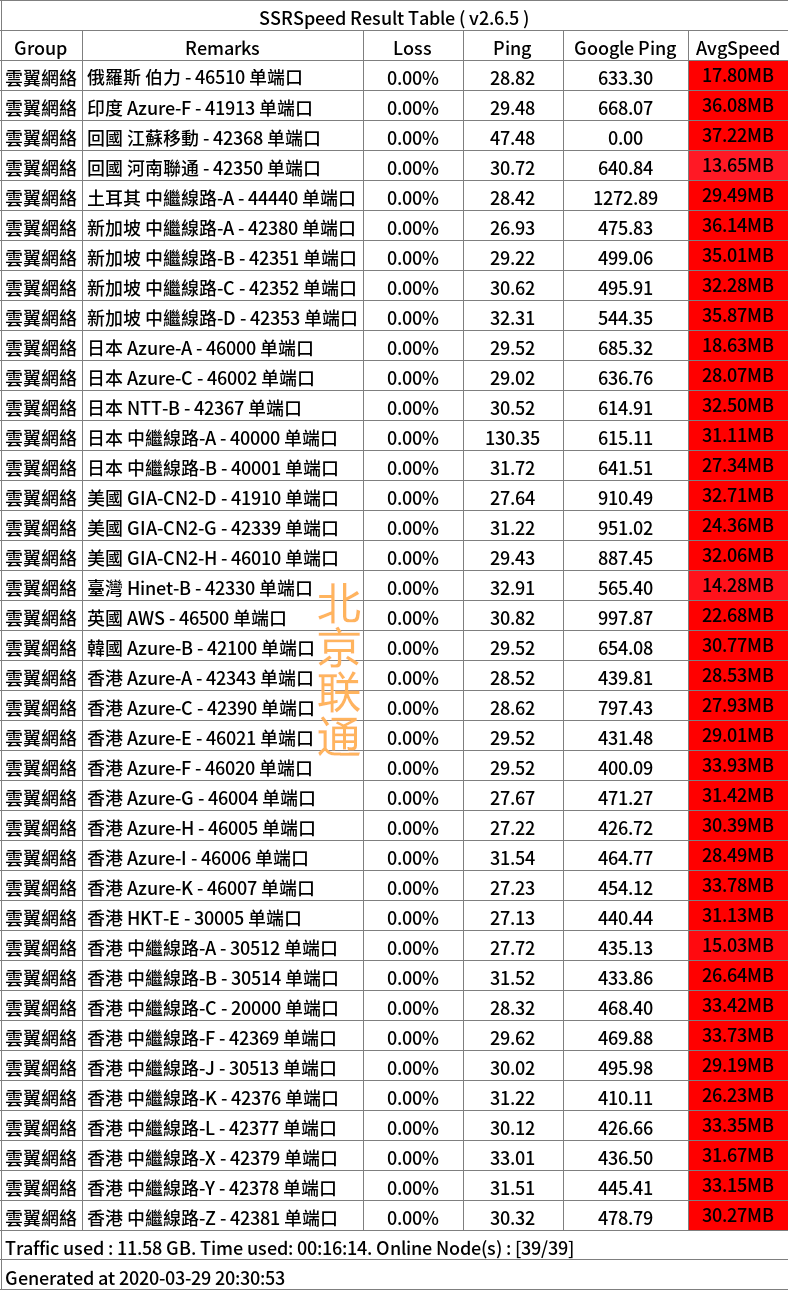 SSRSpeed Result Table ( v2.6.5 )
Group Remarks Loss Ping Google Ping AvgSpeed
雲翼網絡 俄羅斯 伯力 - 46510 单端口 0.00% 28.82 633.30 17.80MB
雲翼網絡 印度 Azure-F - 41913 单端口 0.00% 29.48 668.07 36.08MB
雲翼網絡 回國 江蘇移動 - 42368 单端口 0.00% 47.48 0.00 37.22MB
雲翼網絡 回國 河南聯通 - 42350 单端口 0.00% 30.72 640.84 13.65MB
雲翼網絡 土耳其 中繼線路-A - 44440 单端口 0.00% 28.42 1272.89 29.49MB
雲翼網絡 新加坡 中繼線路-A - 42380 单端口 0.00% 26.93 475.83 36.14MB
雲翼網絡 新加坡 中繼線路-B - 42351 单端口 0.00% 29.22 499.06 35.01MB
雲翼網絡 新加坡 中繼線路-C - 42352 单端口 0.00% 30.62 495.91 32.28MB
雲翼網絡 新加坡 中繼線路-D - 42353 单端口 0.00% 32.31 544.35 35.87MB
雲翼網絡 日本 Azure-A - 46000 单端口 0.00% 29.52 685.32 18.63MB
雲翼網絡 日本 Azure-C - 46002 单端口 0.00% 29.02 636.76 28.07MB
雲翼網絡 日本 NTT-B - 42367 单端口 0.00% 30.52 614.91 32.50MB
雲翼網絡 日本 中繼線路-A - 40000 单端口 0.00% 130.35 615.11 31.11MB
雲翼網絡 日本 中繼線路-B - 40001 单端口 0.00% 31.72 641.51 27.34MB
雲翼網絡 美國 GIA-CN2-D - 41910 单端口 0.00% 27.64 910.49 32.71MB
雲翼網絡 美國 GIA-CN2-G - 42339 单端口 0.00% 31.22 951.02 24.36MB
雲翼網絡 美國 GIA-CN2-H - 46010 单端口 0.00% 29.43 887.45 32.06MB
雲翼網絡 臺灣 Hinet-B - 42330 单端口 0.00% 32.91 565.40 14.28MB
雲翼網絡 英國 AWS - 46500 单端口 0.00% 30.82 997.87 22.68MB
雲翼網絡 韓國 Azure-B - 42100 单端口 0.00% 29.52 654.08 30.77MB
雲翼網絡 香港 Azure-A - 42343 单端口 0.00% 28.52 439.81 28.53MB
雲翼網絡 香港 Azure-C - 42390 单端口 0.00% 28.62 797.43 27.93MB
雲翼網絡 香港 Azure-E - 46021 单端口 0.00% 29.52 431.48 29.01MB
雲翼網絡 香港 Azure-F - 46020 单端口 0.00% 29.52 400.09 33.93MB
雲翼網絡 香港 Azure-G - 46004 单端口 0.00% 27.67 471.27 31.42MB
雲翼網絡 香港 Azure-H - 46005 单端口 0.00% 27.22 426.72 30.39MB
雲翼網絡 香港 Azure-I - 46006 单端口 0.00% 31.54 464.77 28.49MB
雲翼網絡 香港 Azure-K - 46007 单端口 0.00% 27.23 454.12 33.78MB
雲翼網絡 香港 HKT-E - 30005 单端口 0.00% 27.13 440.44 31.13MB
雲翼網絡 香港 中繼線路-A - 30512 单端口 0.00% 27.72 435.13 15.03MB
雲翼網絡 香港 中繼線路-B - 30514 单端口 0.00% 31.52 433.86 26.64MB
雲翼網絡 香港 中繼線路-C - 20000 单端口 0.00% 28.32 468.40 33.42MB
雲翼網絡 香港 中繼線路-F - 42369 单端口 0.00% 29.62 469.88 33.73MB
雲翼網絡 香港 中繼線路-J - 30513 单端口 0.00% 30.02 495.98 29.19MB
雲翼網絡 香港 中繼線路-K - 42376 单端口 0.00% 31.22 410.11 26.23MB
雲翼網絡 香港 中繼線路-L - 42377 单端口 0.00% 30.12 426.66 33.35MB
雲翼網絡 香港 中繼線路-X - 42379 单端口 0.00% 33.01 436.50 31.67MB
雲翼網絡 香港 中繼線路-Y - 42378 单端口 0.00% 31.51 445.41 33.15MB
雲翼網絡 香港 中繼線路-Z - 42381 单端口 0.00% 30.32 478.79 30.27MB
Traffic used : 11.58 GB. Time used: 00:16:14. Online Node(s) : [39/39]
Generated at 2020-03-29 20:30:53
北京联通